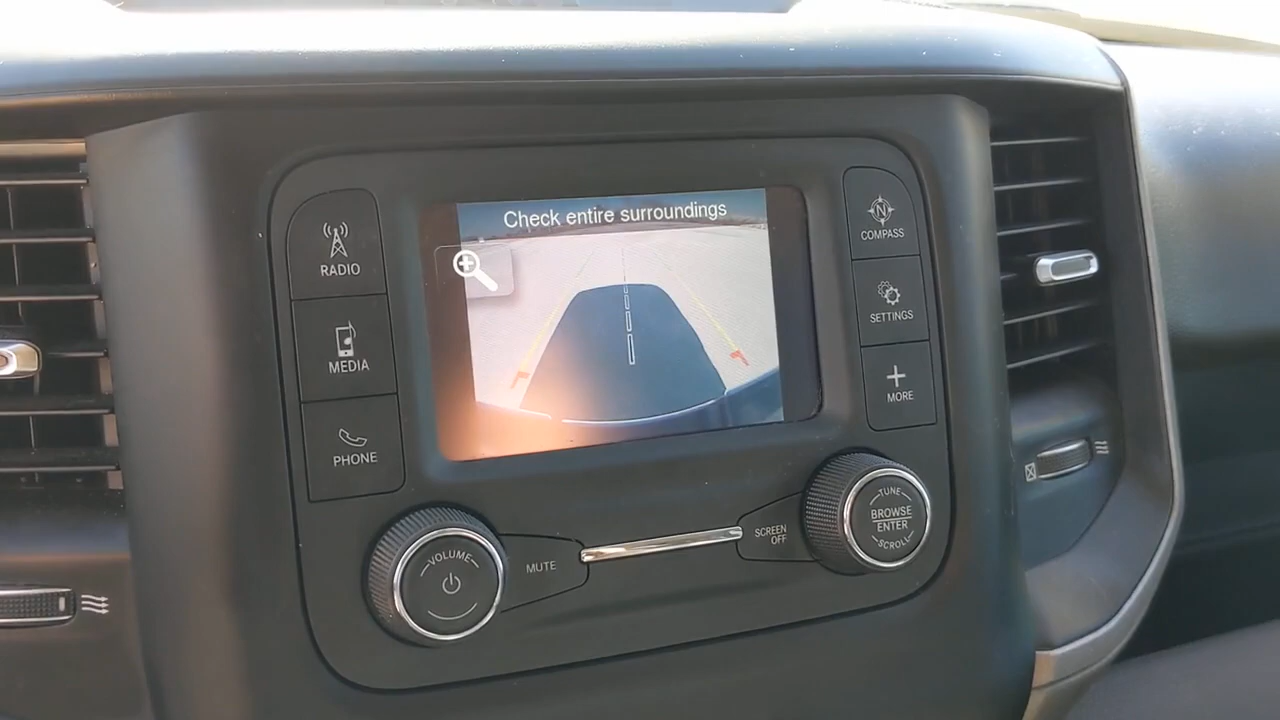 Check entire surroundings
RADIO
MEDIA
PHONE
N
COMPASS
SETTINGS
MORE
VOLUME
MUTE
SCREEN
OFF
TUNE
BROWSE
ENTER
SCROLL